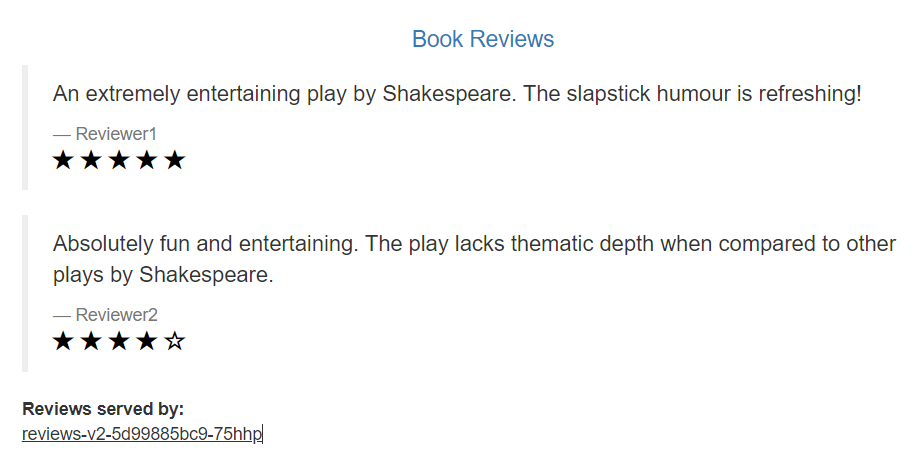 Book Reviews
An extremely entertaining play by Shakespeare. The slapstick humour is refreshing!
— Reviewer1
★ ★ ★ ★ ★
Absolutely fun and entertaining. The play lacks thematic depth when compared to other
plays by Shakespeare.
— Reviewer2
★ ★ ★ ★ ☆
Reviews served by:
reviews-v2-5d99885bc9-75hhp